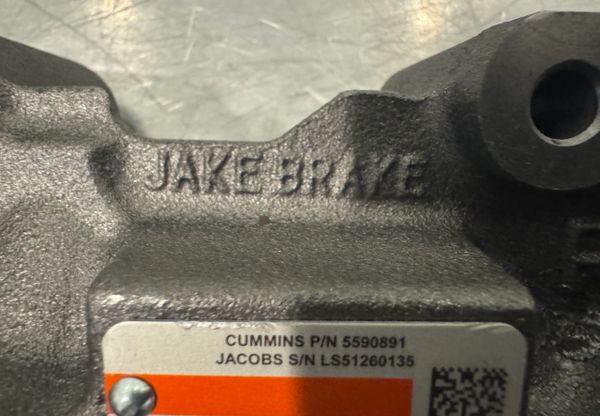 JAKE BRAKE
CUMMINS P/N 5590891
JACOBS S/N LS51260135